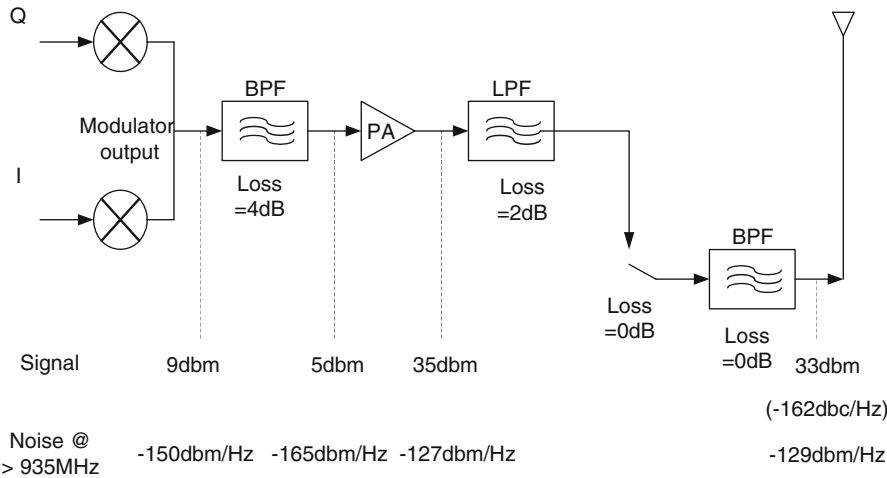 Q
BPF
LPF
PA
Modulator
output
I
Loss
=4dB
Loss
=2dB
BPF
Loss
=0dB
Loss
=0dB
Signal
9dbm
5dbm
35dbm
33dbm
(-162dbc/Hz)
Noise @
> 935MHz
-150dbm/Hz
-165dbm/Hz
-127dbm/Hz
-129dbm/Hz